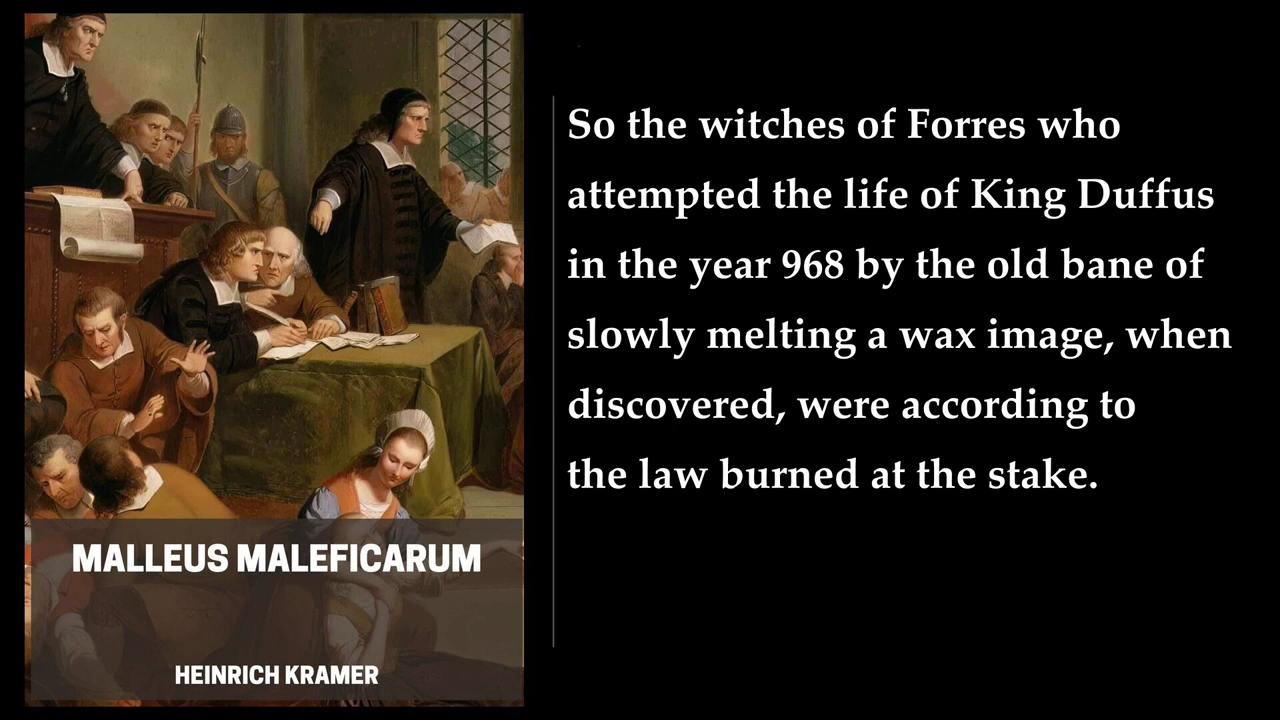 So the witches of Forres who
attempted the life of King Duffus
in the year 968 by the old bane of
slowly melting a wax image, when
discovered, were according to
the law burned at the stake.
MALLEUS MALEFICARUM
HEINRICH KRAMER